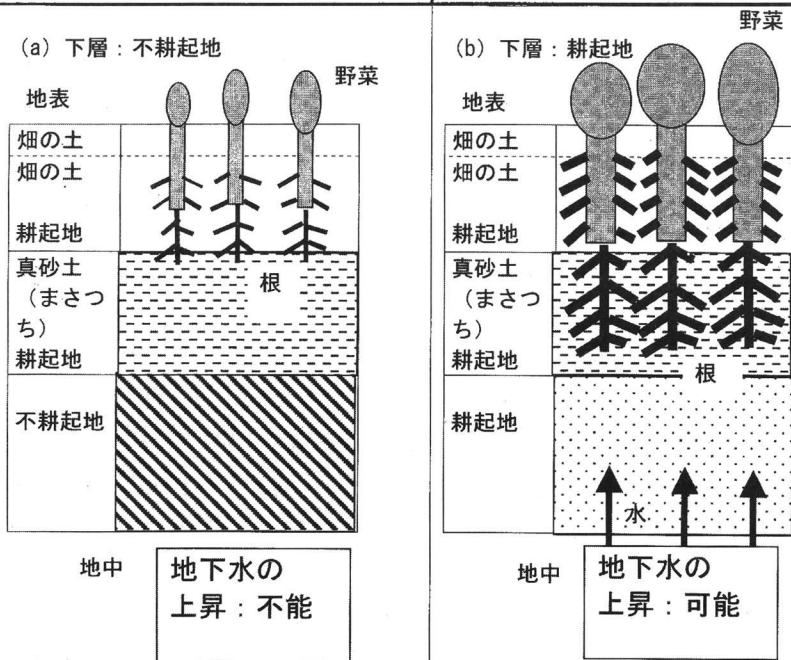 (a) 下層：不耕起地
野菜
地表
畑の土
畑の土
耕起地
真砂土
（まさつ
ち）
耕起地
根
不耕起地
地中
地下水の
上昇：不能
野菜
(b) 下層：耕起地
地表
畑の土
畑の土
耕起地
真砂土
（まさつ
ち）
耕起地
根
耕起地
水
地中
地下水の
上昇：可能